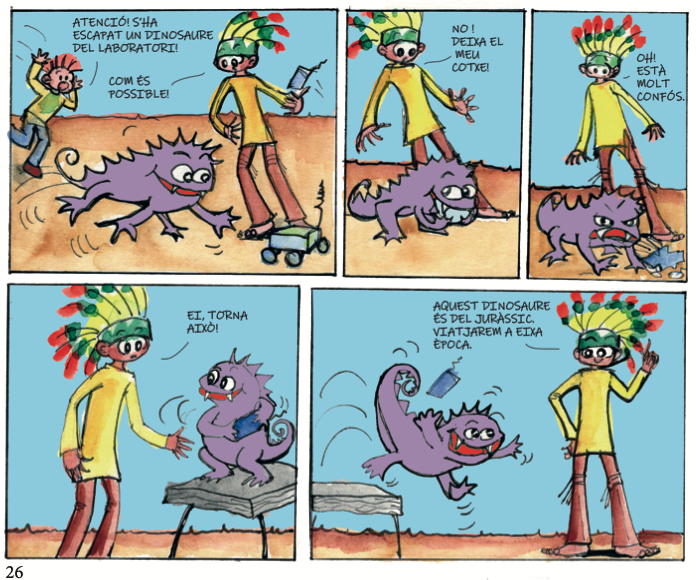 ATENCIÓ! S'HA
ESCAPAT UN DINOSAURE
DEL LABORATORI!
COM ÉS
POSSIBLE!
NO!
DEIXA EL
MEU
COTXE!
OH!
ESTÀ
MOLT
CONFÓS.
EI, TORNA
AIXÒ!
AQUEST DINOSAURE
ÉS DEL JURÀSSIC.
VIATJAREM A EIXA
ÈPOCA.
26